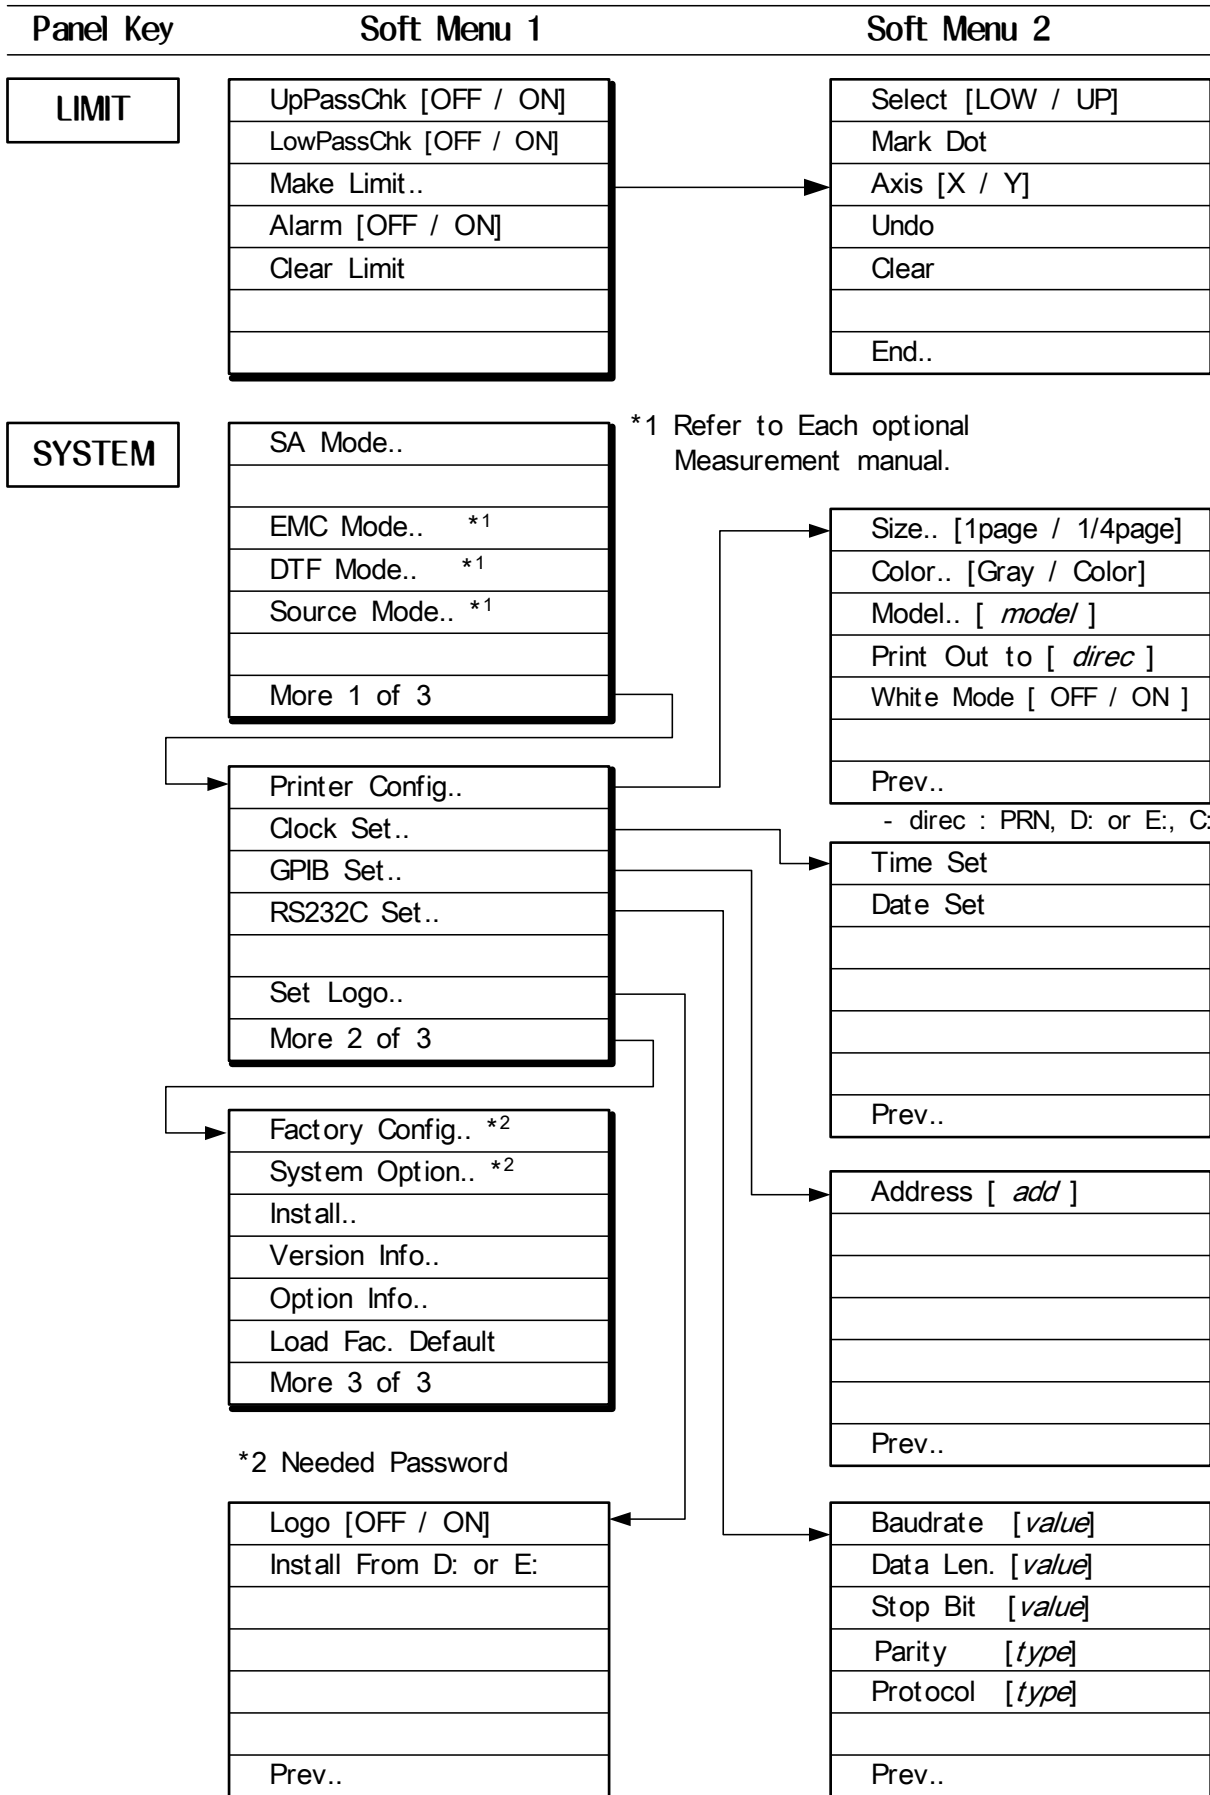 Panel Key Soft Menu 1 Soft Menu 2
LIMIT
UpPassChk [OFF / ON]
LowPassChk [OFF / ON]
Make Limit..
Alarm [OFF / ON]
Clear Limit
Select [LOW / UP]
Mark Dot
Axis [X / Y]
Undo
Clear
End..
SYSTEM
SA Mode..
EMC Mode.. *1
DTF Mode.. *1
Source Mode.. *1
More 1 of 3
*1 Refer to Each optional
Measurement manual.
Size.. [1page / 1/4page]
Color.. [Gray / Color]
Model.. [ model ]
Print Out to [ direc ]
White Mode [ OFF / ON ]
Prev..
- direc : PRN, D: or E:, C:
Printer Config..
Clock Set..
GPIB Set..
RS232C Set..
Set Logo..
More 2 of 3
Time Set
Date Set
Prev..
Factory Config.. *2
System Option.. *2
Install..
Version Info..
Option Info..
Load Fac. Default
More 3 of 3
*2 Needed Password
Address [ add ]
Prev..
Logo [OFF / ON]
Install From D: or E:
Prev..
Baudrate [value]
Data Len. [value]
Stop Bit [value]
Parity [type]
Protocol [type]
Prev..